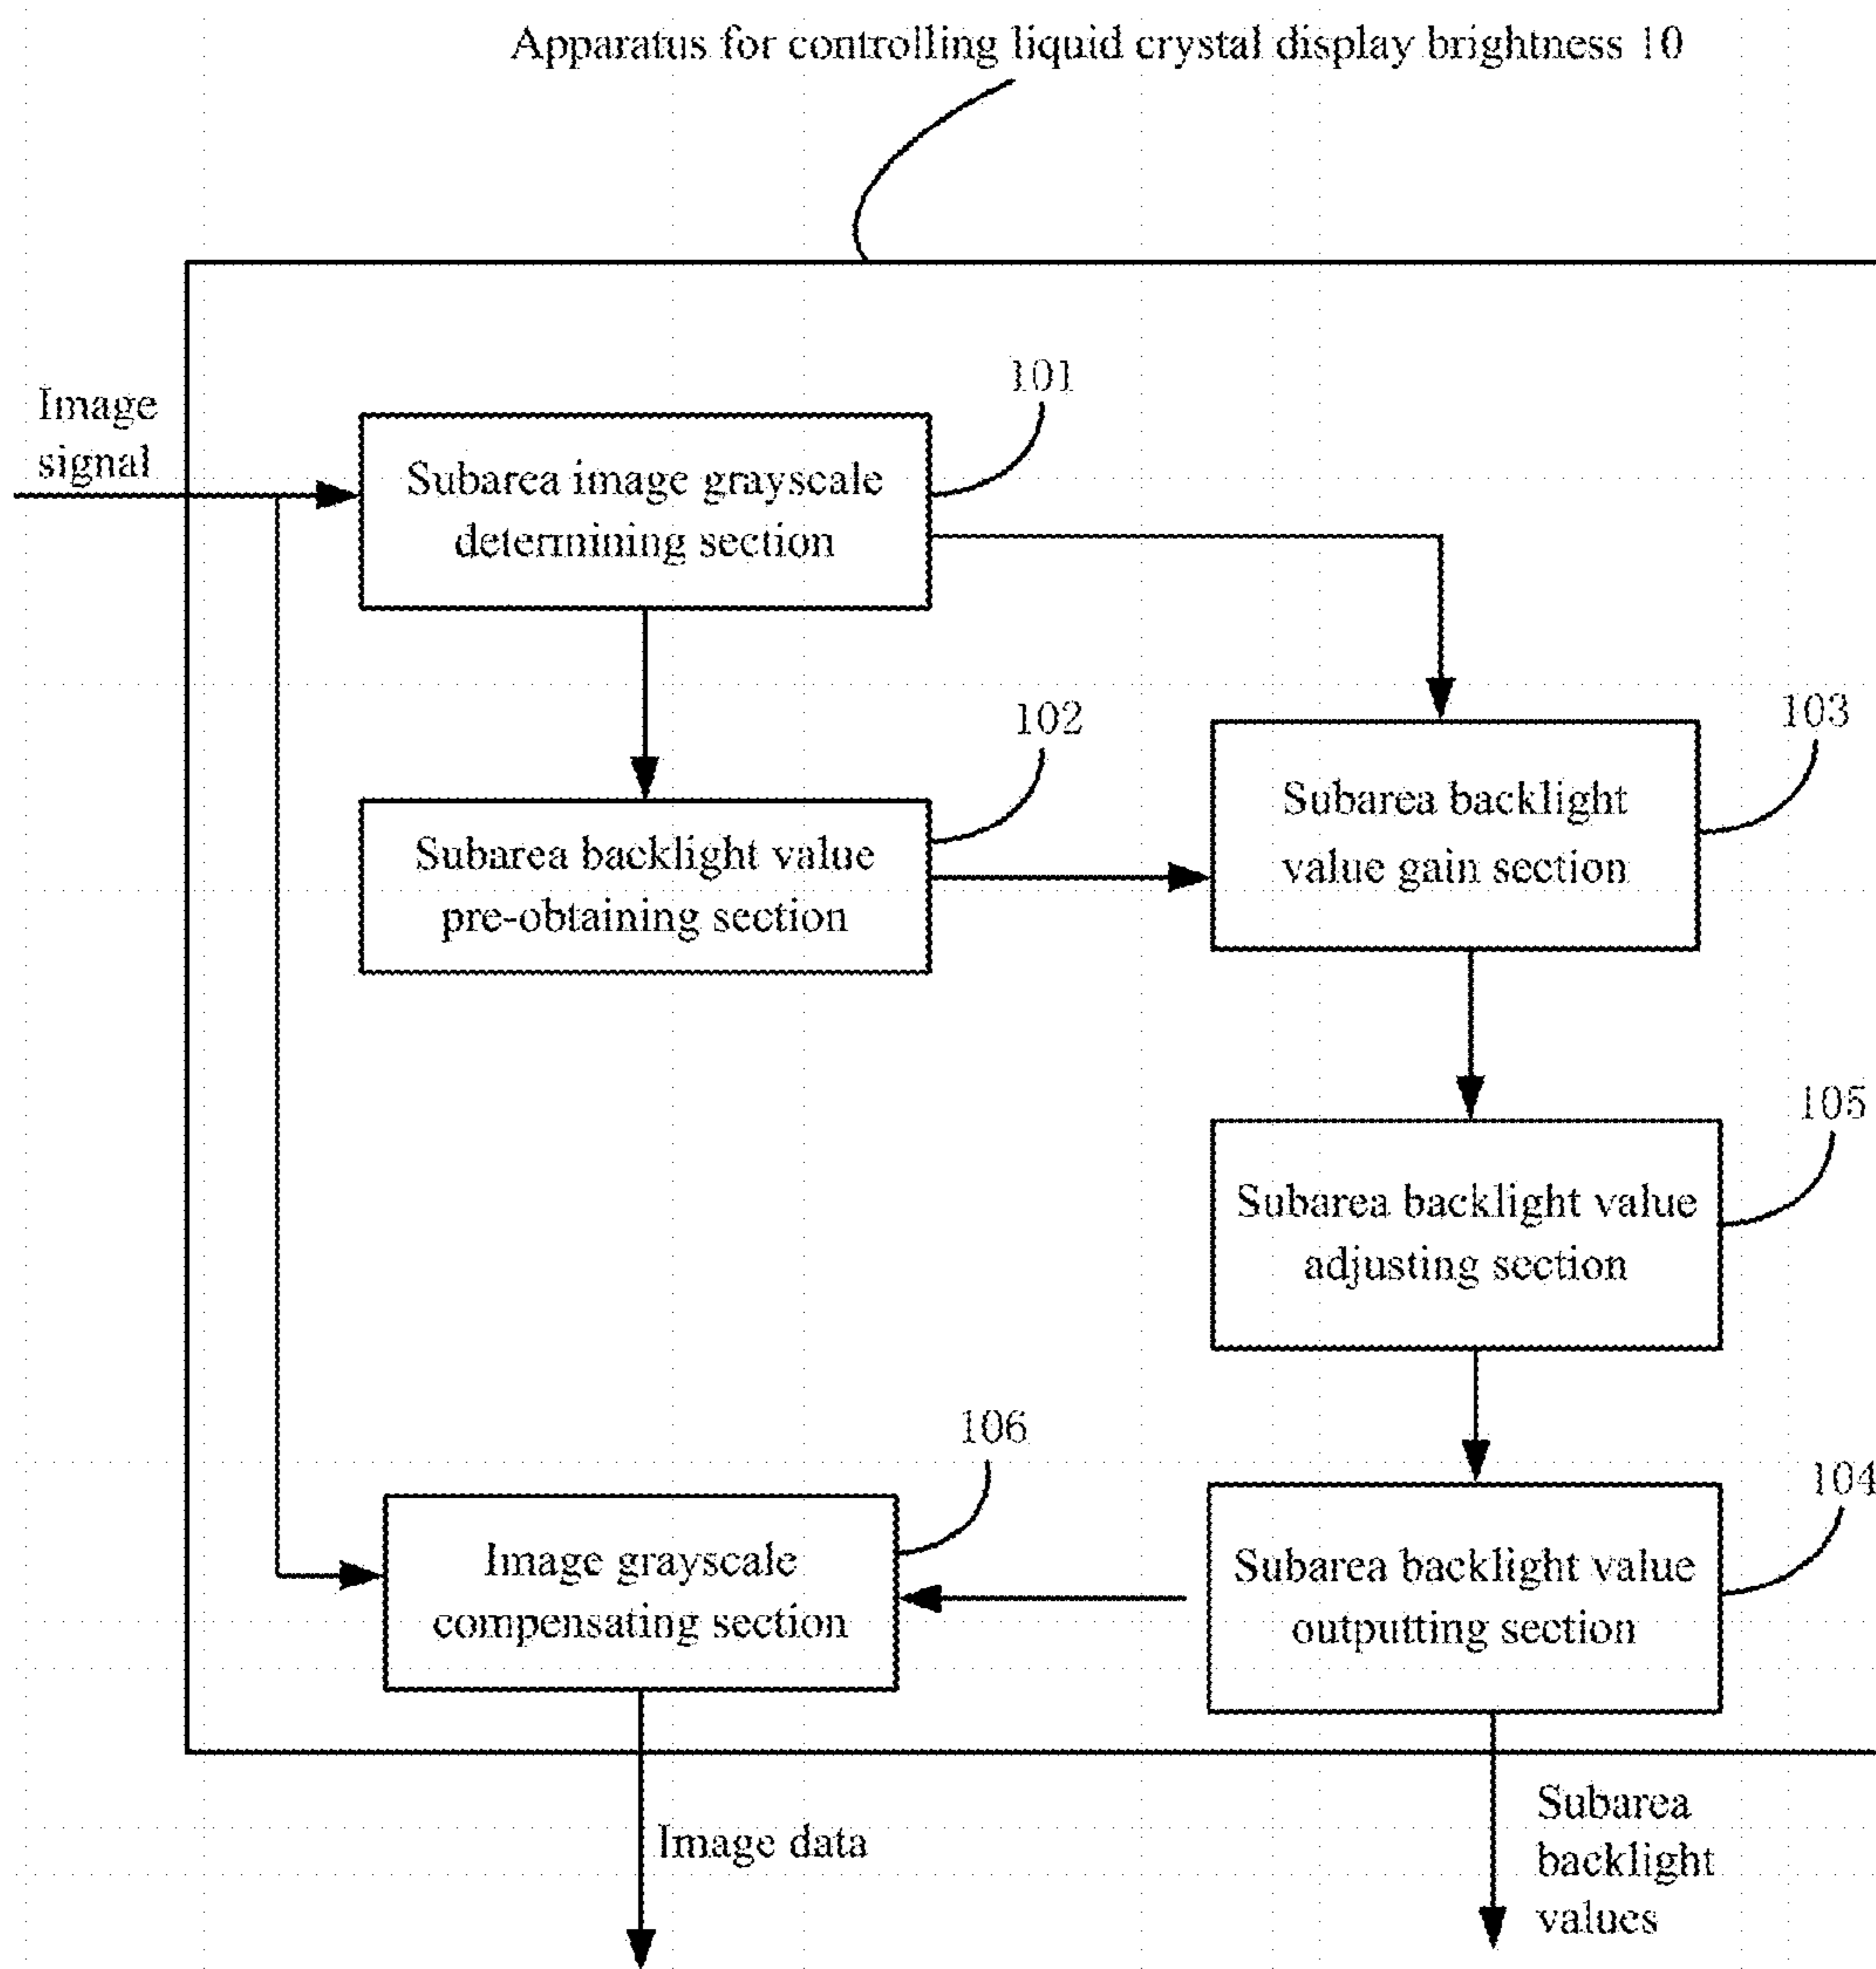 Apparatus for controlling liquid crystal display brightness 10
Image
signal
101
Subarea image grayscale
determining section
102
Subarea backlight value
pre-obtaining section
103
Subarea backlight
value gain section
105
Subarea backlight value
adjusting section
106
Image grayscale
compensating section
104
Subarea backlight value
outputting section
Image data
Subarea
backlight
values